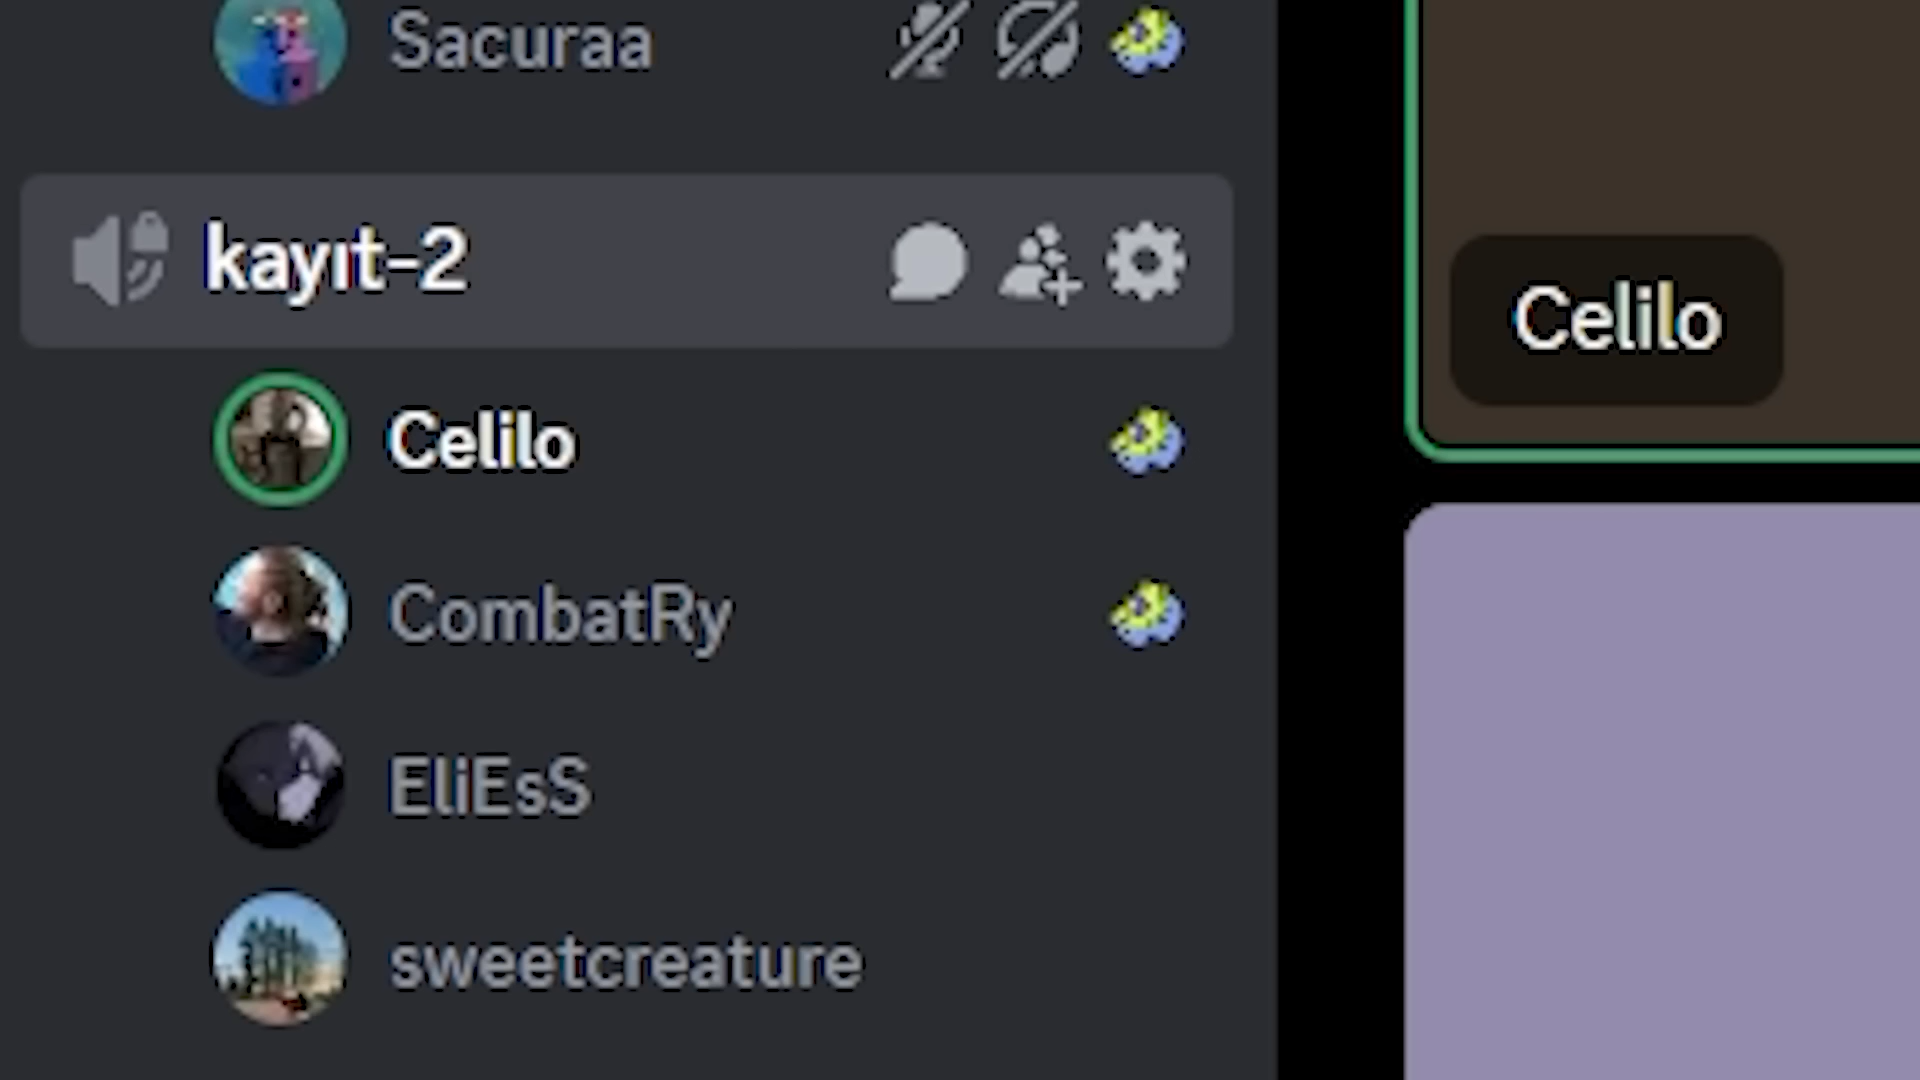 Sacuraa
kayıt-2
Celilo
CombatRy
EliEsS
sweetcreature
Celilo